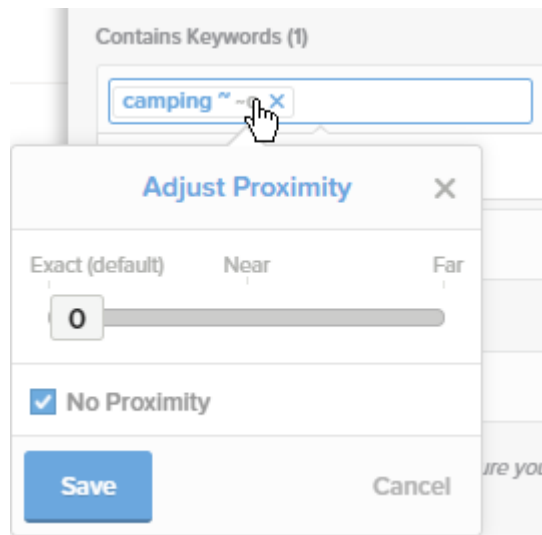 Contains Keywords (1)
camping ~ ~
Adjust Proximity
Exact (default) Near Far
0
No Proximity
Save Cancel
ure you